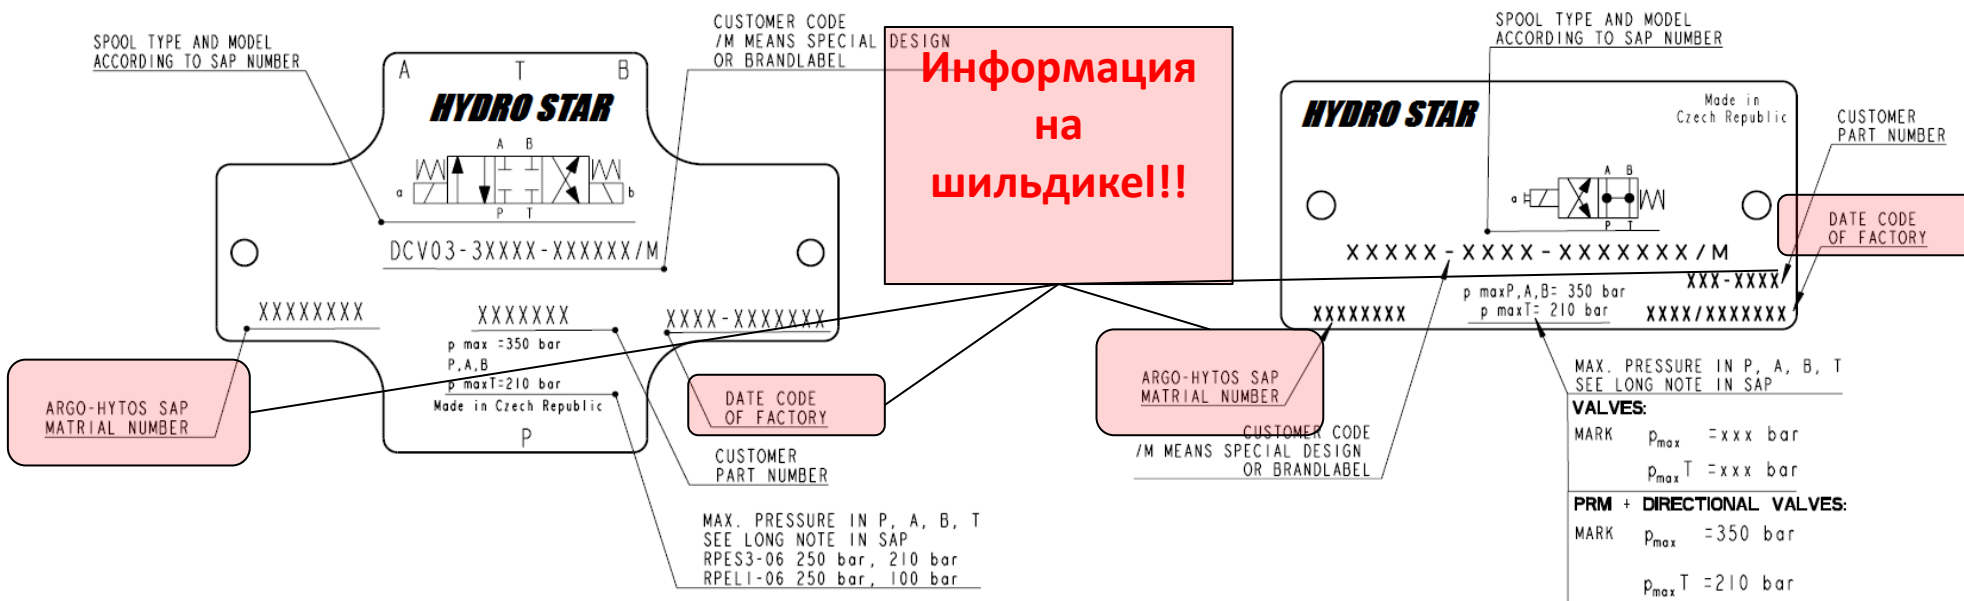 SPOOL TYPE AND MODEL
ACCORDING TO SAP NUMBER
CUSTOMER CODE
/M MEANS SPECIAL DESIGN
OR BRANDLABEL
A T B
HYDRO STAR
A B
a b
P T
DCV03-3XXXX-XXXXXX/M
XXXXXXXX
XXXXXXX
XXXX-XXXXXXX
p max =350 bar
P,A,B
p maxT=210 bar
Made in Czech Republic
P
ARGO-HYTOS SAP
MATRIAL NUMBER
DATE CODE
OF FACTORY
CUSTOMER
PART NUMBER
MAX. PRESSURE IN P, A, B, T
SEE LONG NOTE IN SAP
RPES3-06 250 bar, 210 bar
RPEL1-06 250 bar, 100 bar
Информация
на
шильдикеI!!
SPOOL TYPE AND MODEL
ACCORDING TO SAP NUMBER
HYDRO STAR
Made in
Czech Republic
CUSTOMER
PART NUMBER
A B
a
P T
DATE CODE
OF FACTORY
XXXXX-XXXX-XXXXXXX/M
XXX-XXXX
p maxP,A,B= 350 bar
p maxT= 210 bar
XXXXXXXX
XXXX/XXXXXXX
ARGO-HYTOS SAP
MATRIAL NUMBER
CUSTOMER CODE
/M MEANS SPECIAL DESIGN
OR BRANDLABEL
MAX. PRESSURE IN P, A, B, T
SEE LONG NOTE IN SAP
VALVES:
MARK pmax =xxx bar
pmaxT =xxx bar
PRM + DIRECTIONAL VALVES:
MARK pmax =350 bar
pmaxT =210 bar